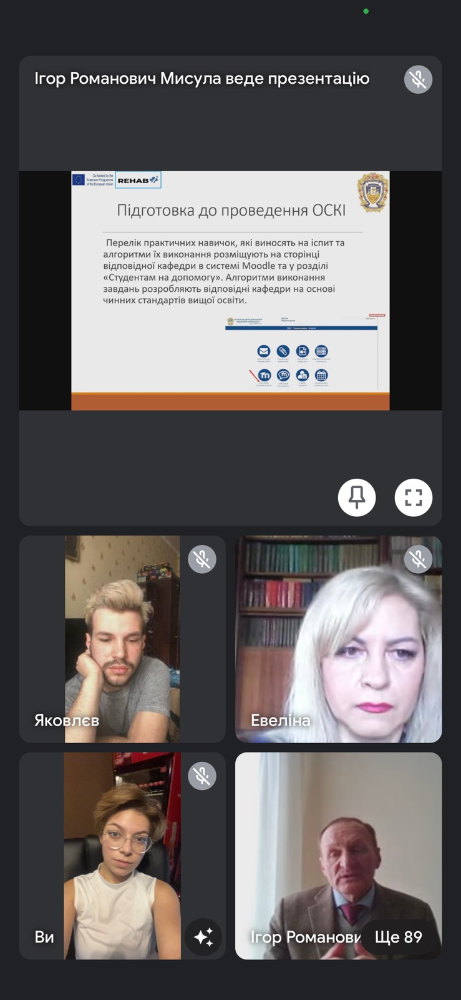 Ігор Романович Мисула веде презентацію
Co-funded by the
Erasmus+ Programme
of the European Union
REHAB
Підготовка до проведення ОСКІ
Перелік практичних навичок, які виносять на іспит та
алгоритми їх виконання розміщують на сторінці
відповідної кафедри в системі Moodle та у розділі
«Студентам на допомогу». Алгоритми виконання
завдань розробляють відповідні кафедри на основі
чинних стандартів вищої освіти.
Яковлєв
Евеліна
Ви
Ігор Романови
Ще 89